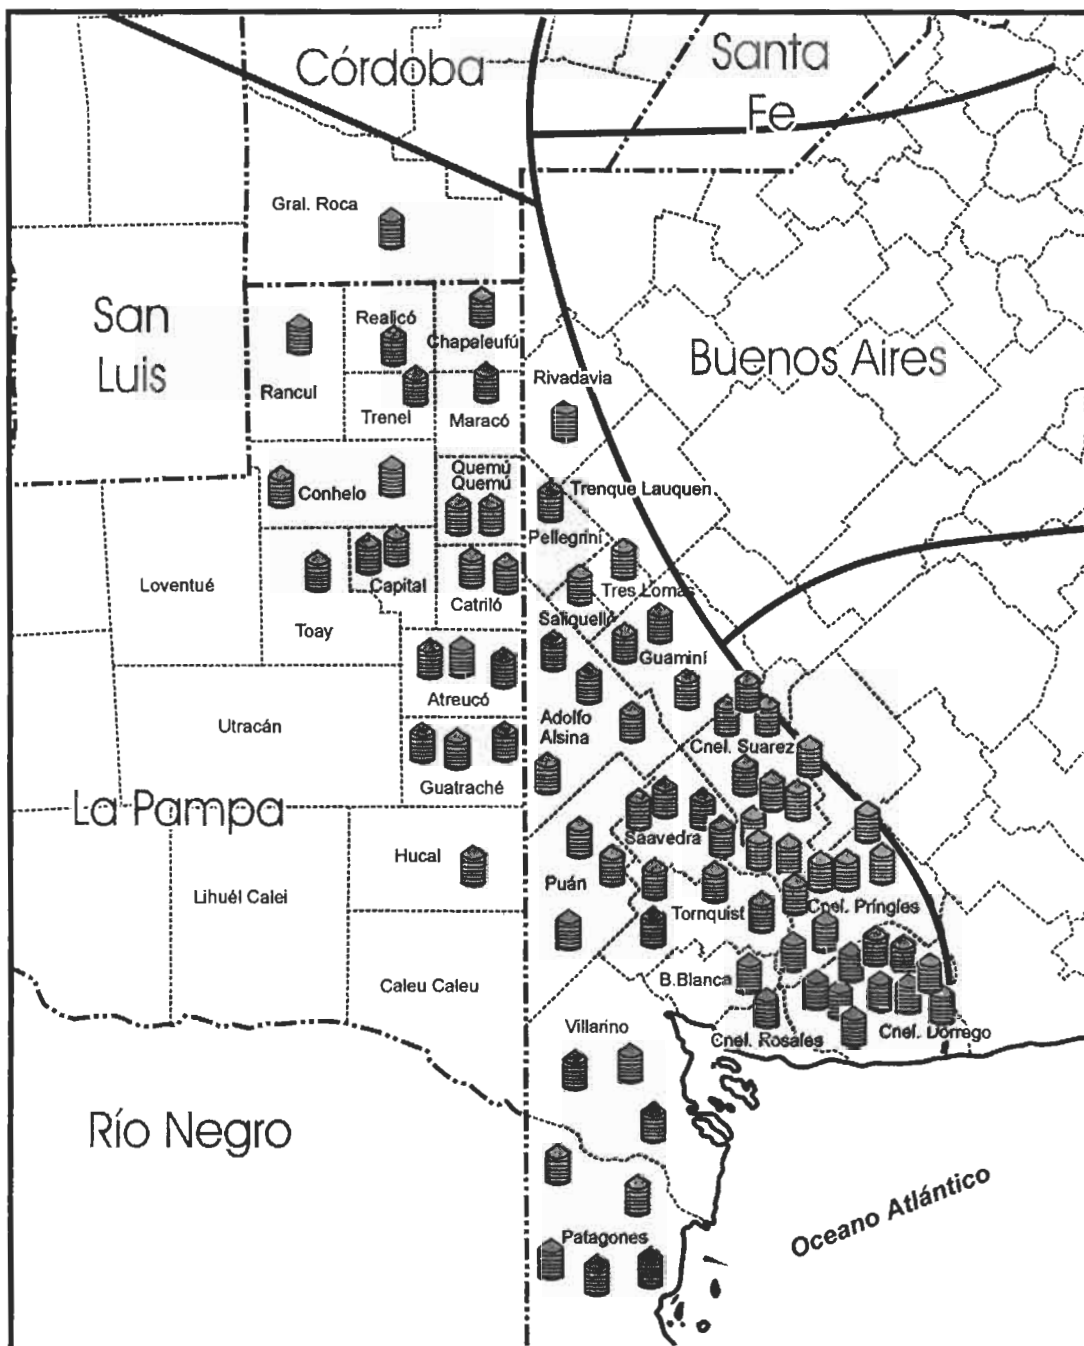 Córdoba
Santa
Fe
Gral. Roca
San
Luis
Realicó
Chapaleufú
Buenos Aires
Rancul
Trenel
Maracó
Rivadavia
Conhelo
Quemú
Quemú
Trenque Lauquen
Pellegrini
Loventué
Capital
Catriló
Tres Lomas
Toay
Saliquelló
Guaminí
Atreucó
Utracán
Adolfo
Alsina
Cnel. Suarez
Guatraché
La Pampa
Saavedra
Hucal
Puán
Lihuél Calei
Tornquist
Cnel. Pringles
Caleu Caleu
B.Blanca
Villarino
Cnel. Rosales
Cnel. Dorrego
Río Negro
Oceano Atlántico
Patagones